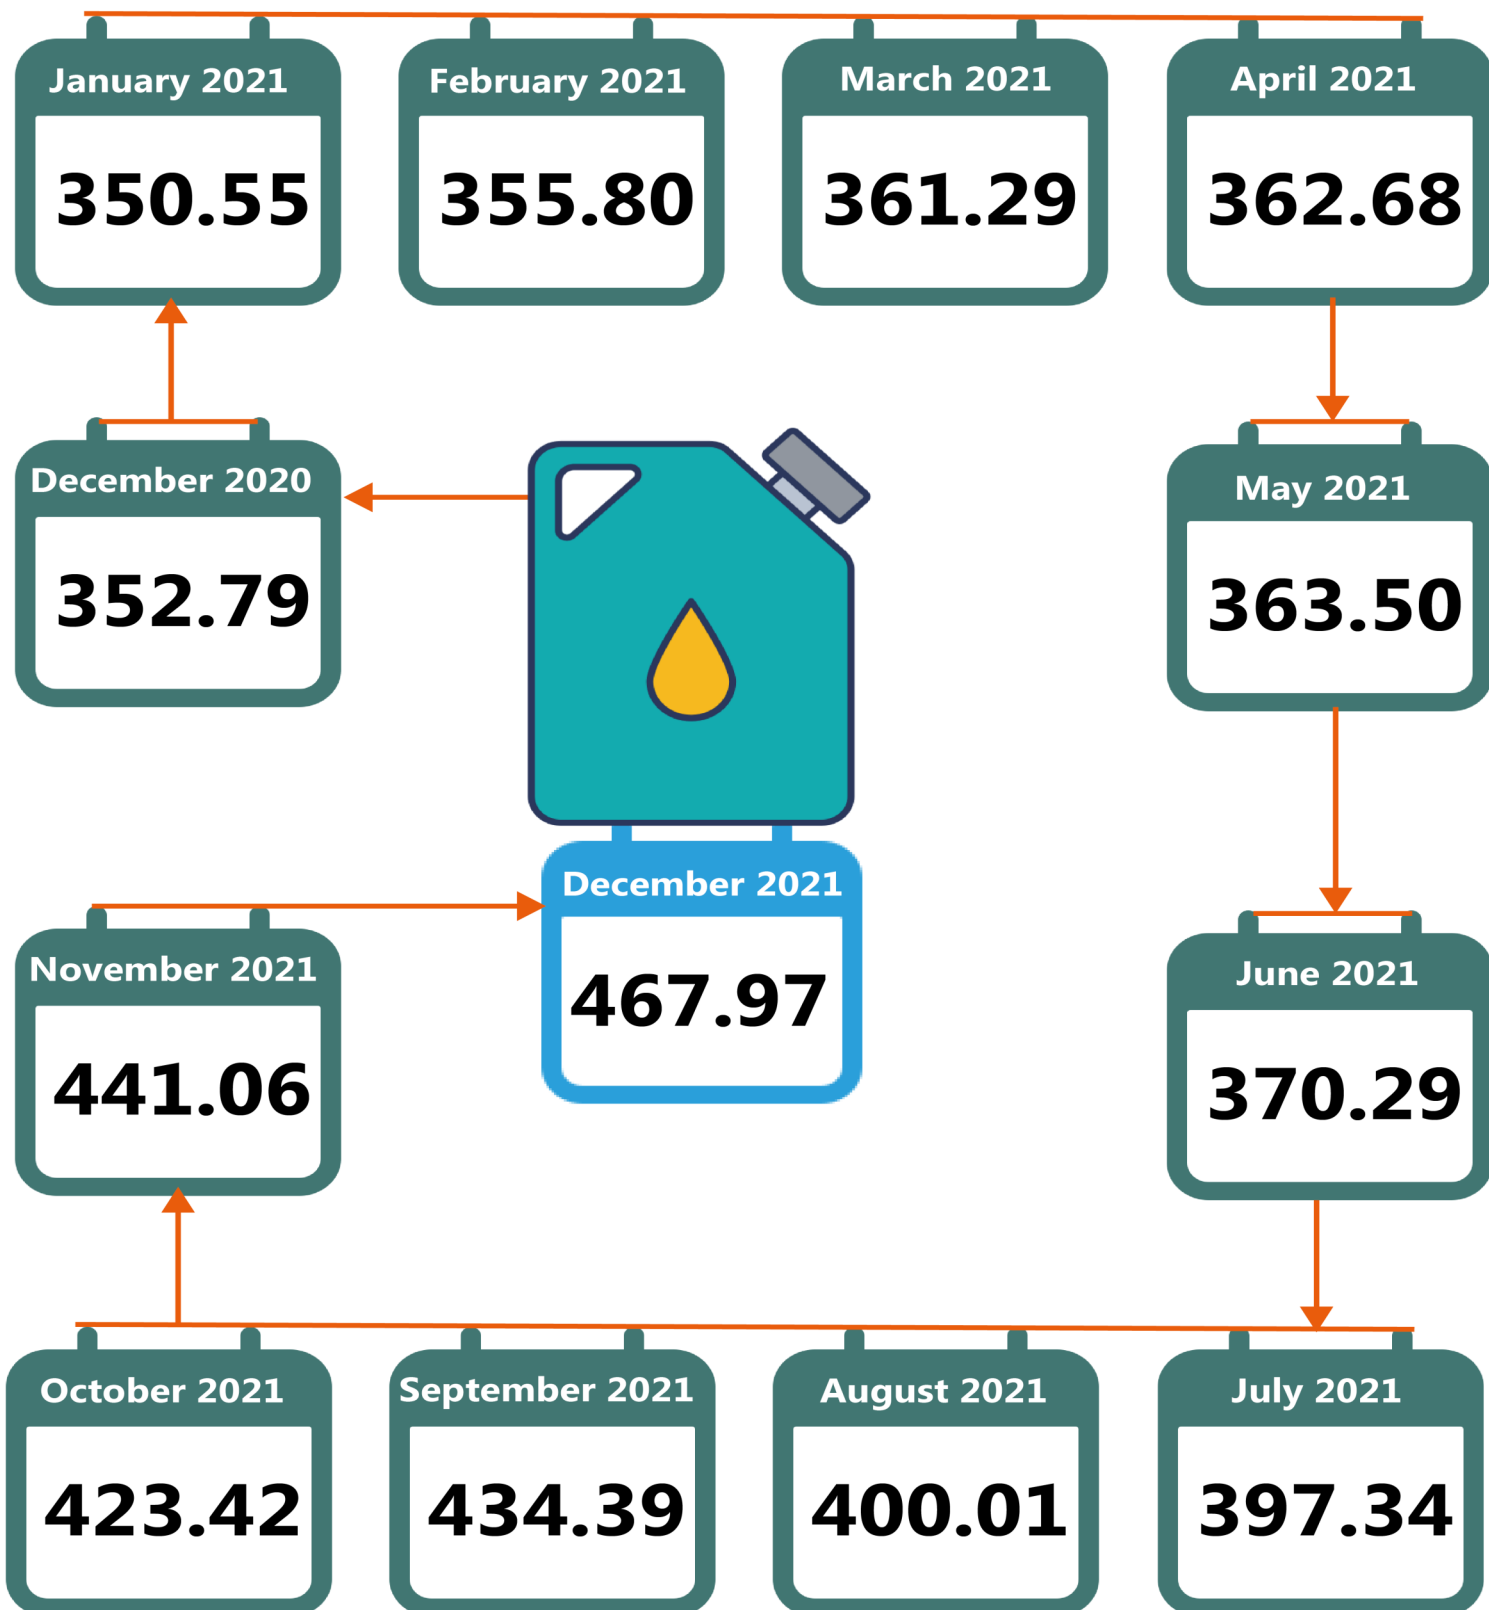 January 2021
350.55
February 2021
355.80
March 2021
361.29
April 2021
362.68
December 2020
352.79
May 2021
363.50
December 2021
467.97
November 2021
441.06
June 2021
370.29
October 2021
423.42
September 2021
434.39
August 2021
400.01
July 2021
397.34